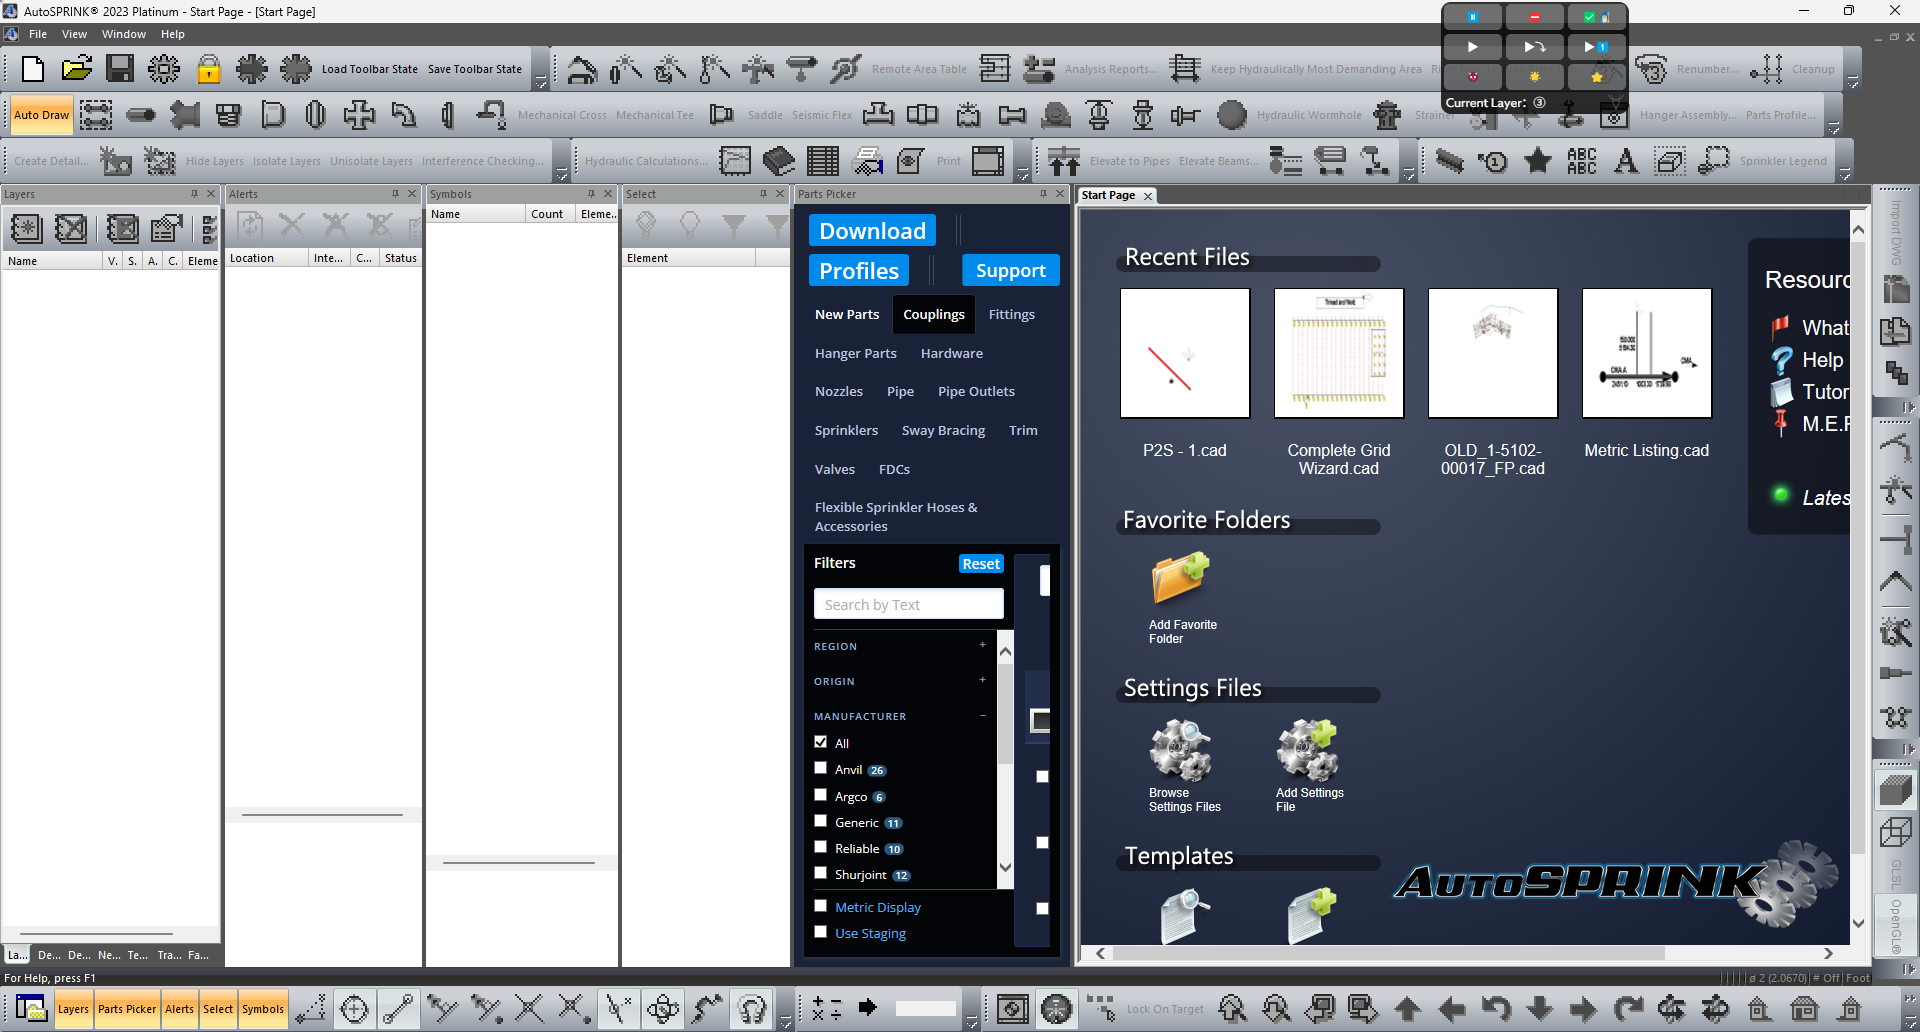 AutoSPRINK® 2023 Platinum - Start Page - [Start Page]
File View Window Help
Load Toolbar State Save Toolbar State
Remote Area Table
Analysis Reports...
Keep Hydraulically Most Demanding Area
Renumber...
Cleanup
Current Layer: ③
Auto Draw
Mechanical Cross Mechanical Tee
Saddle Seismic Flex
Hydraulic Wormhole
Strainer
Hanger Assembly... Parts Profile...
Create Detail...
Hide Layers Isolate Layers Unisolate Layers Interference Checking...
Hydraulic Calculations...
Print
Elevate to Pipes Elevate Beams...
ABC
ABC
Sprinkler Legend
Layers
Name V. S. A. C. Eleme
Alerts
Location Inte... C... Status
Symbols
Name Count Eleme..
Select
Element
Parts Picker
Download
Profiles Support
New Parts Couplings Fittings
Hanger Parts Hardware
Nozzles Pipe Pipe Outlets
Sprinklers Sway Bracing Trim
Valves FDCs
Flexible Sprinkler Hoses &
Accessories
Filters Reset
Search by Text
REGION +
ORIGIN +
MANUFACTURER −
All
Anvil 26
Argco 6
Generic 11
Reliable 10
Shurjoint 12
Metric Display
Use Staging
Start Page
Recent Files
P2S - 1.cad
Complete Grid
Wizard.cad
OLD_1-5102-
00017_FP.cad
Metric Listing.cad
Resourc
What
Help
Tutor
M.E.F
Lates
Favorite Folders
Add Favorite
Folder
Settings Files
Browse
Settings Files
Add Settings
File
Templates
AutoSPRINK
Import DWG
GLSL
OpenGL®
La... De... De... Ne... Te... Tra... Fa...
For Help, press F1
ø 2 (2.0670) # Off Foot
Layers Parts Picker Alerts Select Symbols
Lock On Target